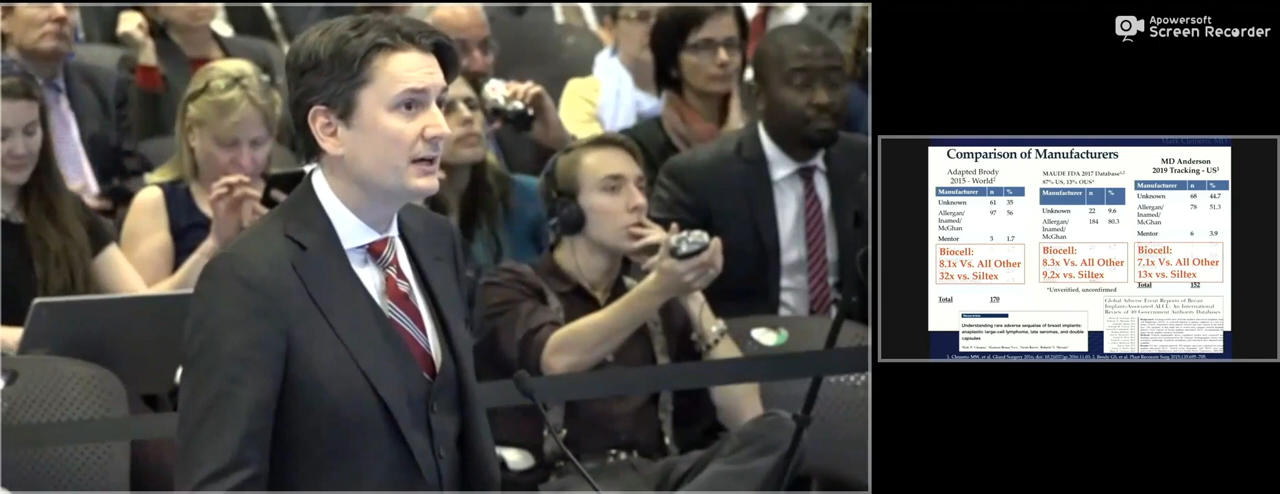 Apowersoft
Screen Recorder
Comparison of Manufacturers
Adapted Brody
2015 - World²
Manufacturer n %
Unknown 61 35
Allergan/ 97 56
Inamed/
McGhan
Mentor 3 1.7
Biocell:
8.1x Vs. All Other
32x vs. Siltex
Total 170
MAUDE FDA 2017 Database¹,²
87% US, 13% OUS*
Manufacturer n %
Unknown 22 9.6
Allergan/ 184 80.3
Inamed/
McGhan
Biocell:
8.3x Vs. All Other
9.2x vs. Siltex
*Unverified, unconfirmed
MD Anderson
2019 Tracking - US³
Manufacturer n %
Unknown 68 44.7
Allergan/ 78 51.3
Inamed/
McGhan
Mentor 6 3.9
Biocell:
7.1x Vs. All Other
13x vs. Siltex
Total 152
Understanding rare adverse sequelae of breast implants:
anaplastic large-cell lymphoma, late seromas, and double
capsules
Global Adverse Event Reports of Breast
Implant-Associated ALCL: An International
Review of 40 Government Authority Databases